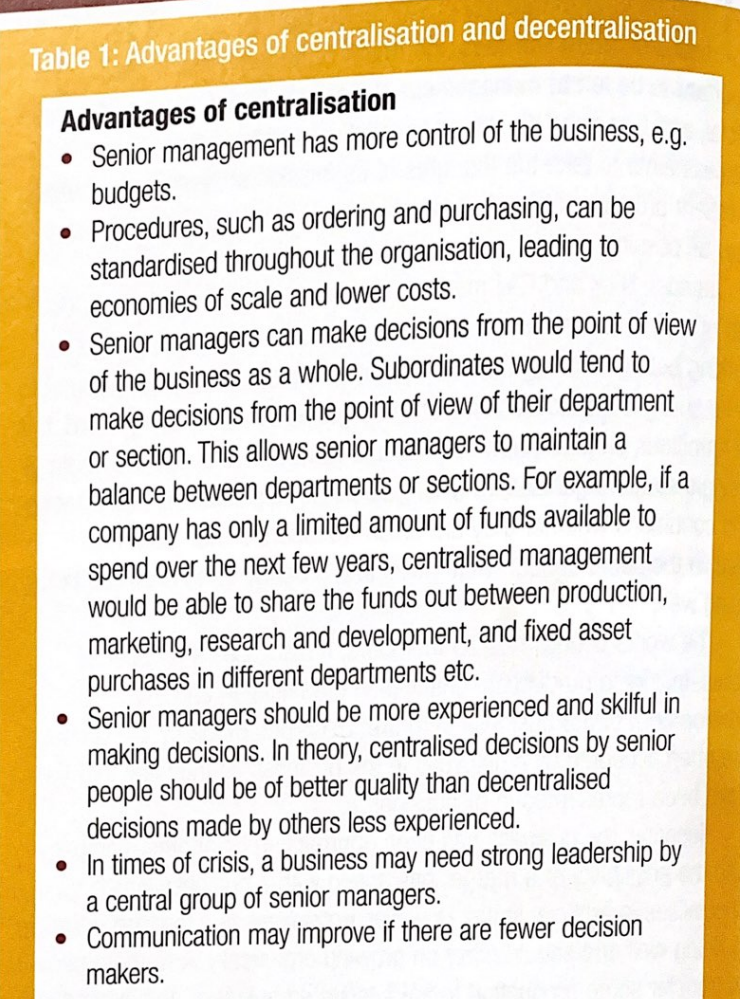 Table 1: Advantages of centralisation and decentralisation
Advantages of centralisation
• Senior management has more control of the business, e.g.
budgets.
• Procedures, such as ordering and purchasing, can be
standardised throughout the organisation, leading to
economies of scale and lower costs.
• Senior managers can make decisions from the point of view
of the business as a whole. Subordinates would tend to
make decisions from the point of view of their department
or section. This allows senior managers to maintain a
balance between departments or sections. For example, if a
company has only a limited amount of funds available to
spend over the next few years, centralised management
would be able to share the funds out between production,
marketing, research and development, and fixed asset
purchases in different departments etc.
• Senior managers should be more experienced and skilful in
making decisions. In theory, centralised decisions by senior
people should be of better quality than decentralised
decisions made by others less experienced.
• In times of crisis, a business may need strong leadership by
a central group of senior managers.
• Communication may improve if there are fewer decision
makers.